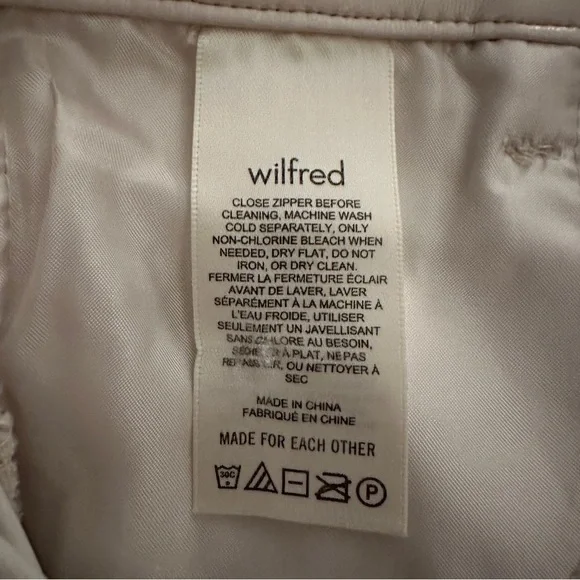 wilfred
CLOSE ZIPPER BEFORE
CLEANING, MACHINE WASH
COLD SEPARATELY, ONLY
NON-CHLORINE BLEACH WHEN
NEEDED, DRY FLAT, DO NOT
IRON, OR DRY CLEAN.
FERMER LA FERMETURE ÉCLAIR
AVANT DE LAVER, LAVER
SÉPARÉMENT À LA MACHINE À
L'EAU FROIDE, UTILISER
SEULEMENT UN JAVELLISANT
SANS CHLORE AU BESOIN,
À PLAT, NE PAS
OU NETTOYER À
SEC
MADE IN CHINA
FABRIQUÉ EN CHINE
MADE FOR EACH OTHER
30C
P